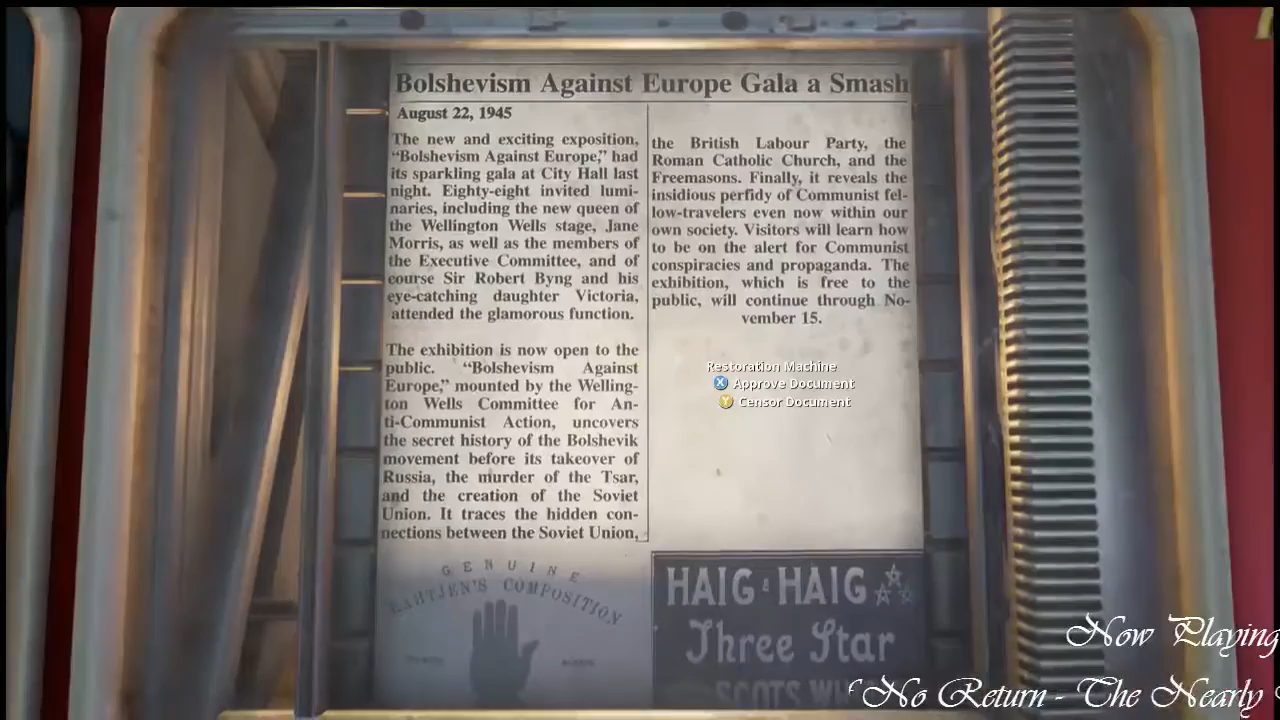 Bolshevism Against Europe Gala a Smash
August 22, 1945
The new and exciting exposition,
“Bolshevism Against Europe,” had
its sparkling gala at City Hall last
night. Eighty-eight invited lumi-
naries, including the new queen of
the Wellington Wells stage, Jane
Morris, as well as the members of
the Executive Committee, and of
course Sir Robert Byng and his
eye-catching daughter Victoria,
attended the glamorous function.
The exhibition is now open to the
public. “Bolshevism Against
Europe,” mounted by the Welling-
ton Wells Committee for An-
ti-Communist Action, uncovers
the secret history of the Bolshevik
movement before its takeover of
Russia, the murder of the Tsar,
and the creation of the Soviet
Union. It traces the hidden con-
nections between the Soviet Union,
the British Labour Party, the
Roman Catholic Church, and the
Freemasons. Finally, it reveals the
insidious perfidy of Communist fel-
low-travelers even now within our
own society. Visitors will learn how
to be on the alert for Communist
conspiracies and propaganda. The
exhibition, which is free to the
public, will continue through No-
vember 15.
Restoration Machine
X Approve Document
Y Censor Document
GENUINE
COMPOSITION
HAIG & HAIG
Three Star
SCOTS
Now Playing
'No Return - The Nearly